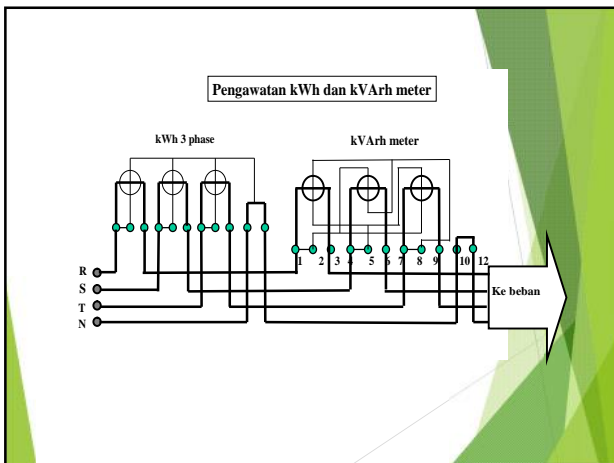 Pengawatan kWh dan kVArh meter
kWh 3 phase
kVArh meter
1 2 3 4 5 6 7 8 9 10 12
R
S
T
N
Ke beban